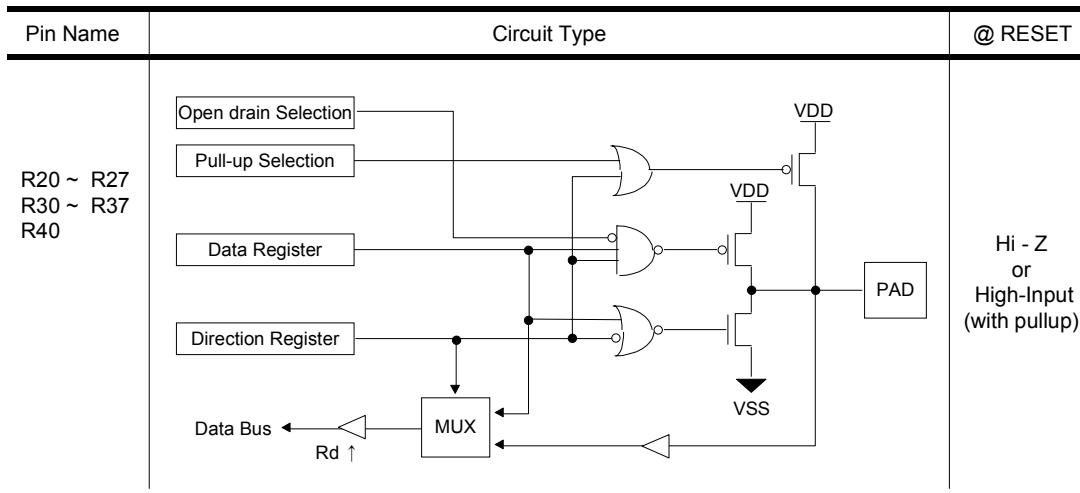 Pin Name
Circuit Type
@ RESET
R20 ~ R27
R30 ~ R37
R40
Open drain Selection
Pull-up Selection
Data Register
Direction Register
Data Bus
Rd ↑
MUX
VDD
VDD
VSS
PAD
Hi - Z
or
High-Input
(with pullup)